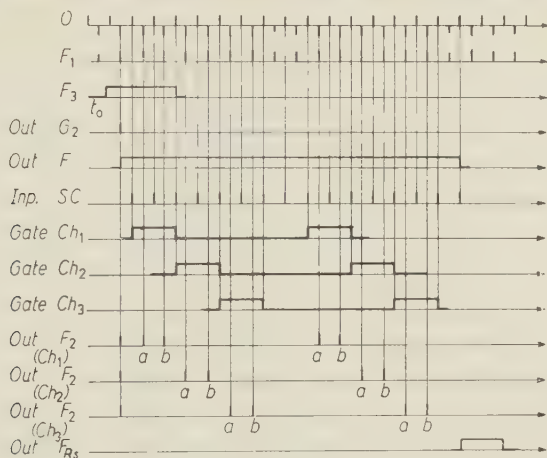 O
F1
F3
t0
Out G2
Out F
Inp. SC
Gate Ch1
Gate Ch2
Gate Ch3
Out F2
(Ch1)
a b a b
Out F2
(Ch2)
a b a b
Out F2
(Ch3)
a b a b
Out FRs